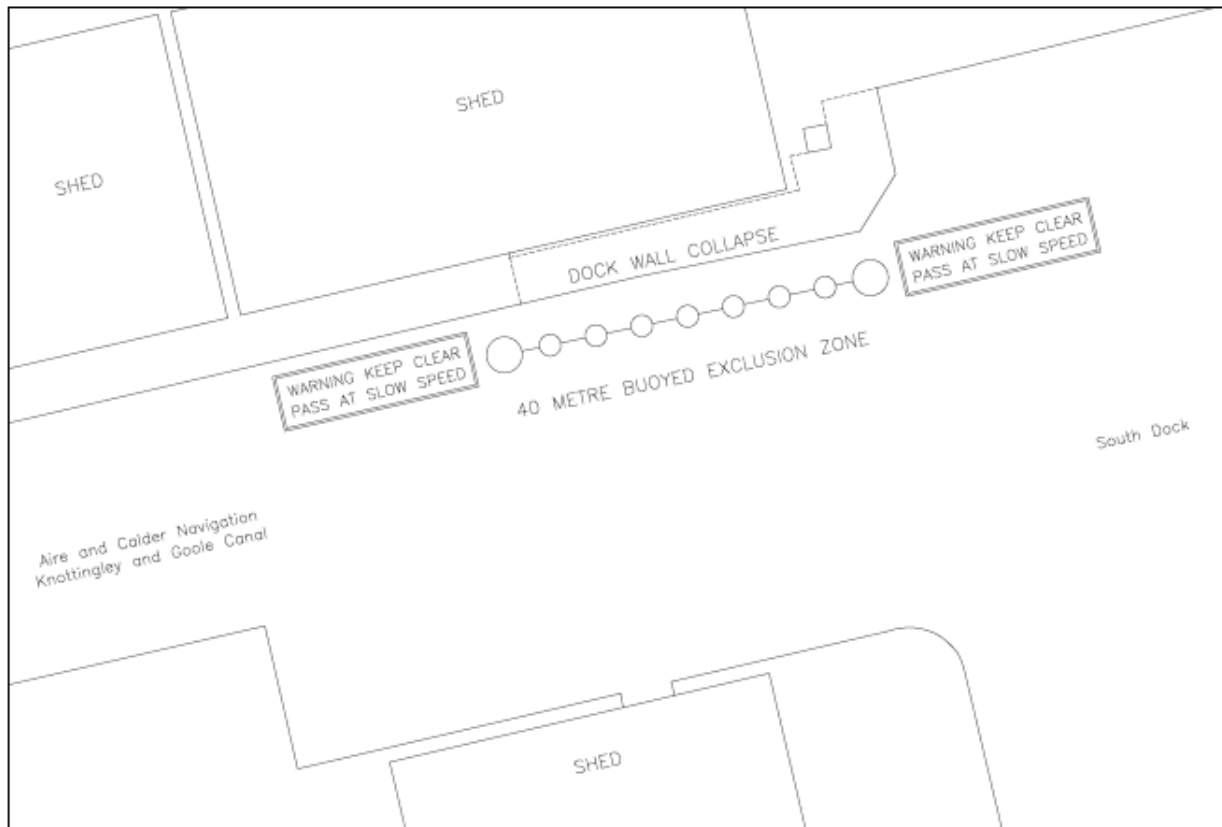 SHED
SHED
DOCK WALL COLLAPSE
WARNING KEEP CLEAR
PASS AT SLOW SPEED
WARNING KEEP CLEAR
PASS AT SLOW SPEED
40 METRE BUOYED EXCLUSION ZONE
South Dock
Aire and Calder Navigation
Knottingley and Goole Canal
SHED